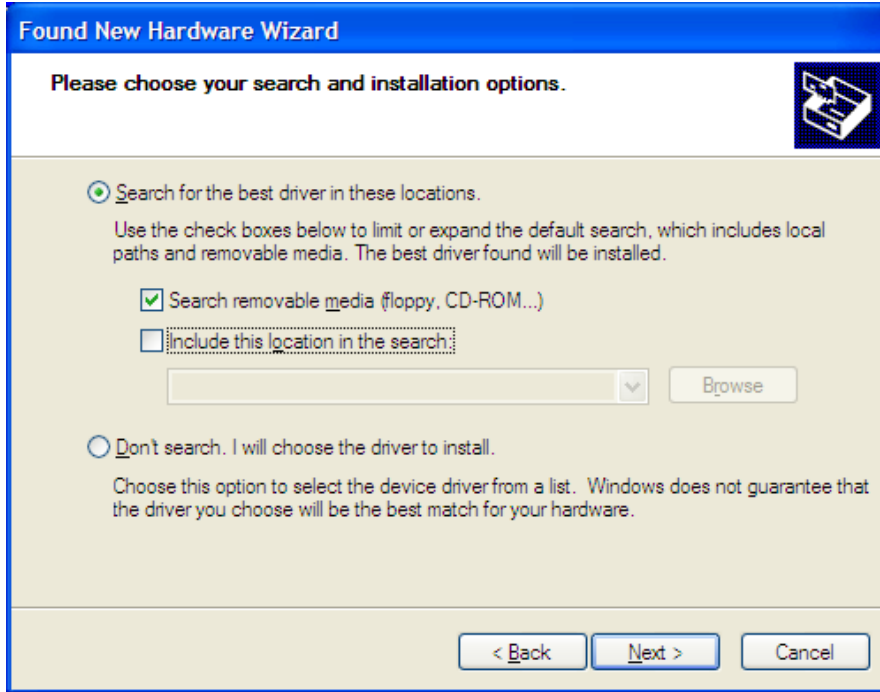 Found New Hardware Wizard
Please choose your search and installation options.
Search for the best driver in these locations.
Use the check boxes below to limit or expand the default search, which includes local
paths and removable media. The best driver found will be installed.
Search removable media (floppy, CD-ROM...)
Include this location in the search:
Browse
Don't search. I will choose the driver to install.
Choose this option to select the device driver from a list.  Windows does not guarantee that
the driver you choose will be the best match for your hardware.
< Back
Next >
Cancel